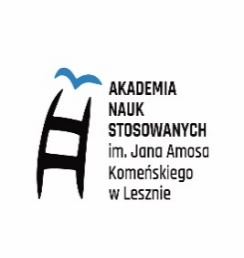 AKADEMIA
NAUK
STOSOWANYCH
im. Jana Amosa
Komeńskiego
w Lesznie